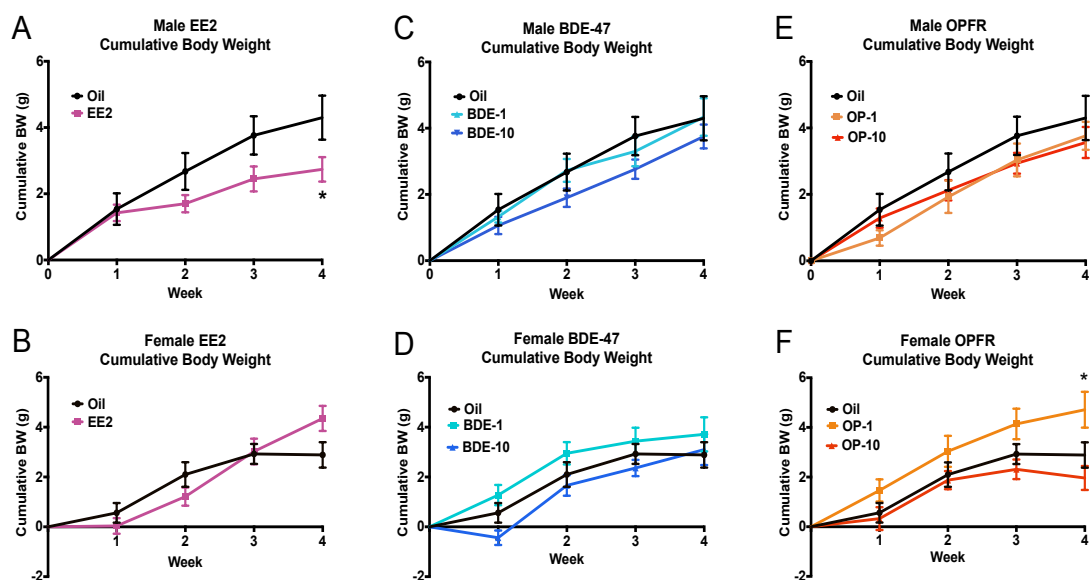 A
Male EE2
Cumulative Body Weight
Cumulative BW (g)
6
4
2
0
Oil
EE2
*
0
1
2
3
4
Week
C
Male BDE-47
Cumulative Body Weight
Cumulative BW (g)
6
4
2
0
Oil
BDE-1
BDE-10
0
1
2
3
4
Week
E
Male OPFR
Cumulative Body Weight
Cumulative BW (g)
6
4
2
0
Oil
OP-1
OP-10
0
1
2
3
4
Week
B
Female EE2
Cumulative Body Weight
Cumulative BW (g)
6
4
2
0
-2
Oil
EE2
1
2
3
4
Week
D
Female BDE-47
Cumulative Body Weight
Cumulative BW (g)
6
4
2
0
-2
Oil
BDE-1
BDE-10
1
2
3
4
Week
F
Female OPFR
Cumulative Body Weight
Cumulative BW (g)
6
4
2
0
-2
Oil
OP-1
OP-10
*
1
2
3
4
Week